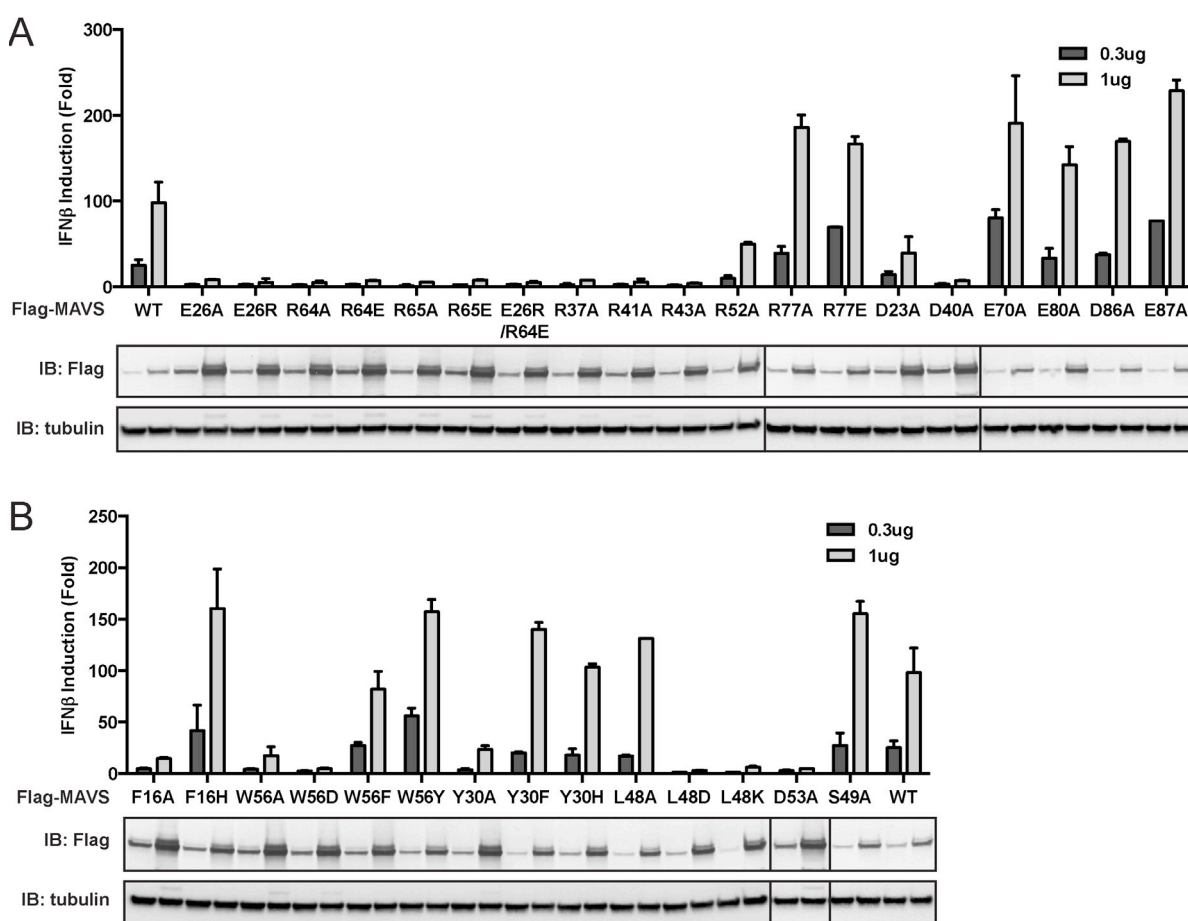 A
300
200
100
0
IFNβ Induction (Fold)
0.3ug
1ug
Flag-MAVS WT E26A E26R R64A R64E R65A R65E E26R R37A R41A R43A R52A R77A R77E D23A D40A E70A E80A D86A E87A
/R64E
IB: Flag
IB: tubulin
B
250
200
150
100
50
0
IFNβ Induction (Fold)
0.3ug
1ug
Flag-MAVS F16A F16H W56A W56D W56F W56Y Y30A Y30F Y30H L48A L48D L48K D53A S49A WT
IB: Flag
IB: tubulin